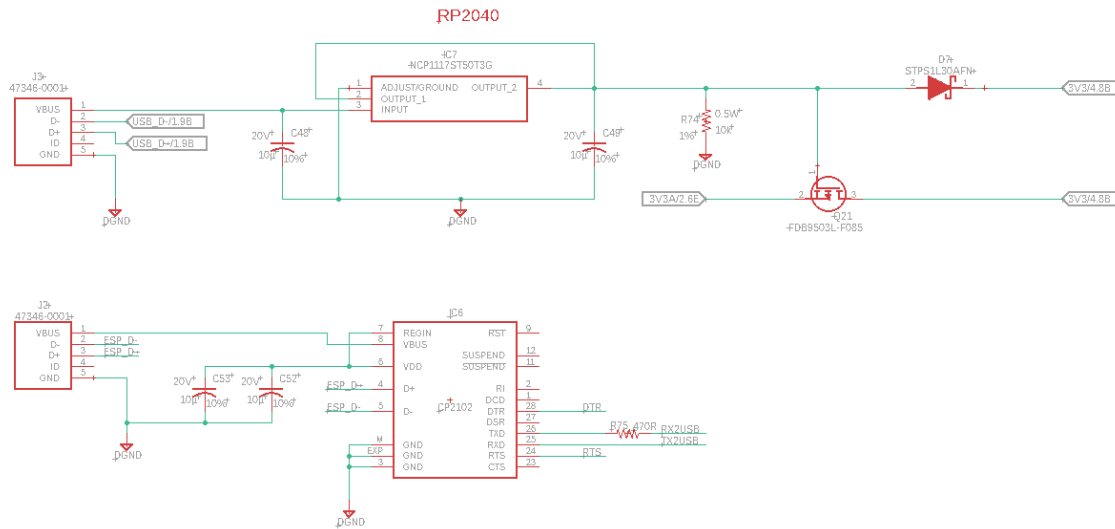 RP2040
J3
47346-0001
VBUS 1
D- 2
D+ 3
ID 4
GND 5
USB_D-/1.9B
USB_D+/1.9B
DGND
IC7
NCP1117ST50T3G
1 ADJUST/GROUND OUTPUT_2 4
2 OUTPUT_1
3 INPUT
20V C48
10µ 10%
20V C49
10µ 10%
DGND
R74 0.5W
1% 10k
DGND
D7
STPS1L30AFN
2 1
3V3/4.8B
3V3A/2.6E
1
2 3
Q21
FDB9503L-F085
3V3/4.8B
J2
47346-0001
VBUS 1
D- 2 ESP_D-
D+ 3 ESP_D+
ID 4
GND 5
DGND
20V C53
10µ 10%
20V C52
10µ 10%
IC6
CP2102
7 REGIN RST 9
8 VBUS
SUSPEND 12
6 VDD SUSPEND 11
ESP_D+ 4 D+ RI 2
DCD 1
ESP_D- 5 D- DTR 28 DTR
DSR 27
TXD 26 R75 470R RX2USB
M GND RXD 25 TX2USB
EXP GND RTS 24 RTS
3 GND CTS 23
DGND